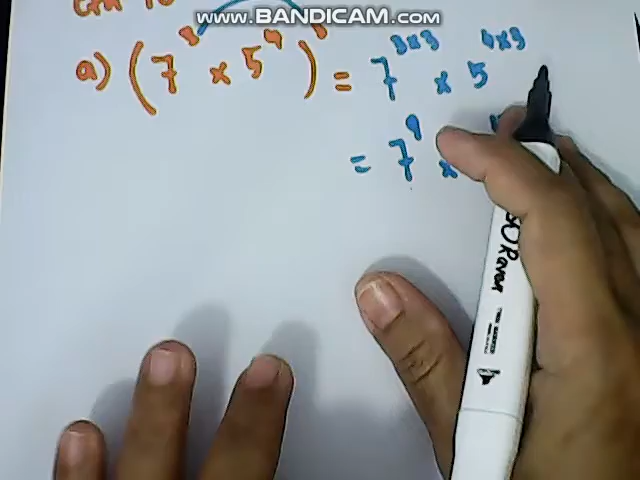 www.BANDICAM.com
a) (7³ × 5⁴)³ = 7³ˣ³ × 5⁴ˣ³
= 7⁹ ×